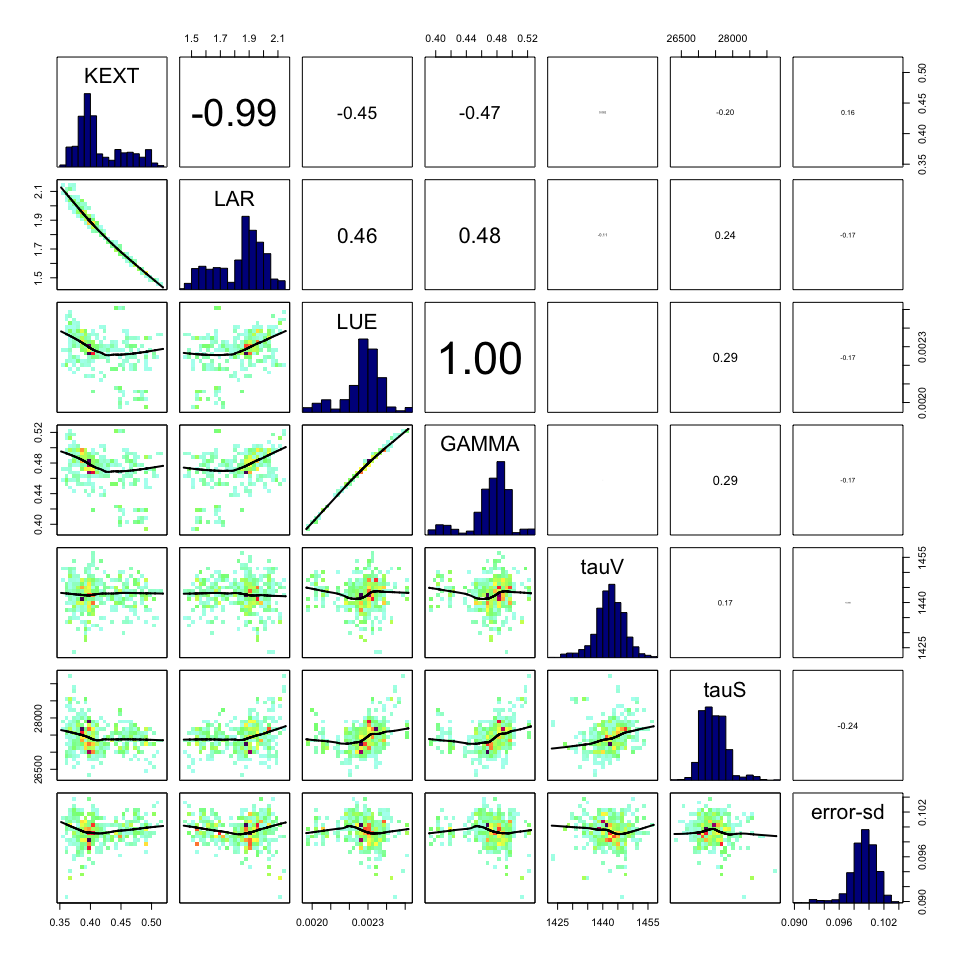 1.5 1.7 1.9 2.1 0.40 0.44 0.48 0.52 26500 28000
KEXT -0.99 -0.45 -0.47 -0.20 0.16
0.35 0.40 0.45 0.50
LAR 0.46 0.48 -0.11 0.24 -0.17
1.5 1.7 1.9 2.1
LUE 1.00 0.29 -0.17
0.0020 0.0023
GAMMA 0.29 -0.17
0.40 0.44 0.48 0.52
tauV 0.17
1425 1440 1455
tauS -0.24
26500 28000
error-sd
0.090 0.096 0.102
0.35 0.40 0.45 0.50 0.0020 0.0023 1425 1440 1455 0.090 0.096 0.102